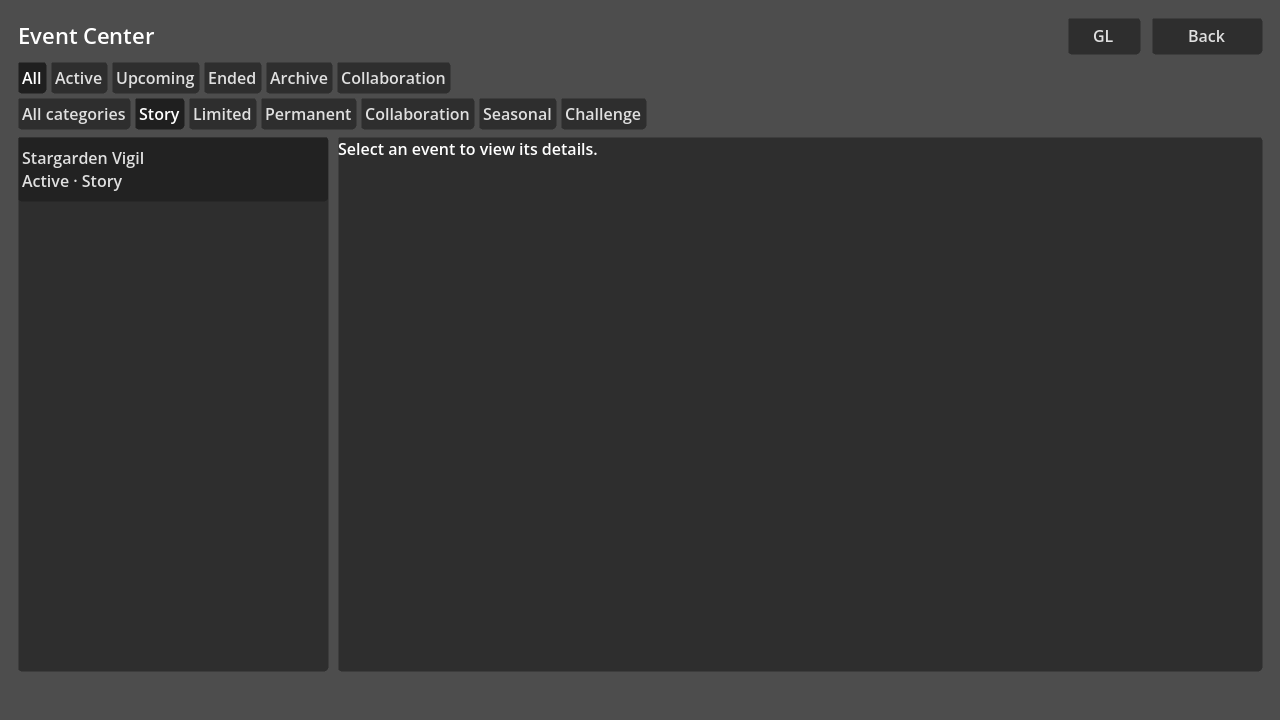 Event Center
GL
Back
All
Active
Upcoming
Ended
Archive
Collaboration
All categories
Story
Limited
Permanent
Collaboration
Seasonal
Challenge
Stargarden Vigil
Active · Story
Select an event to view its details.